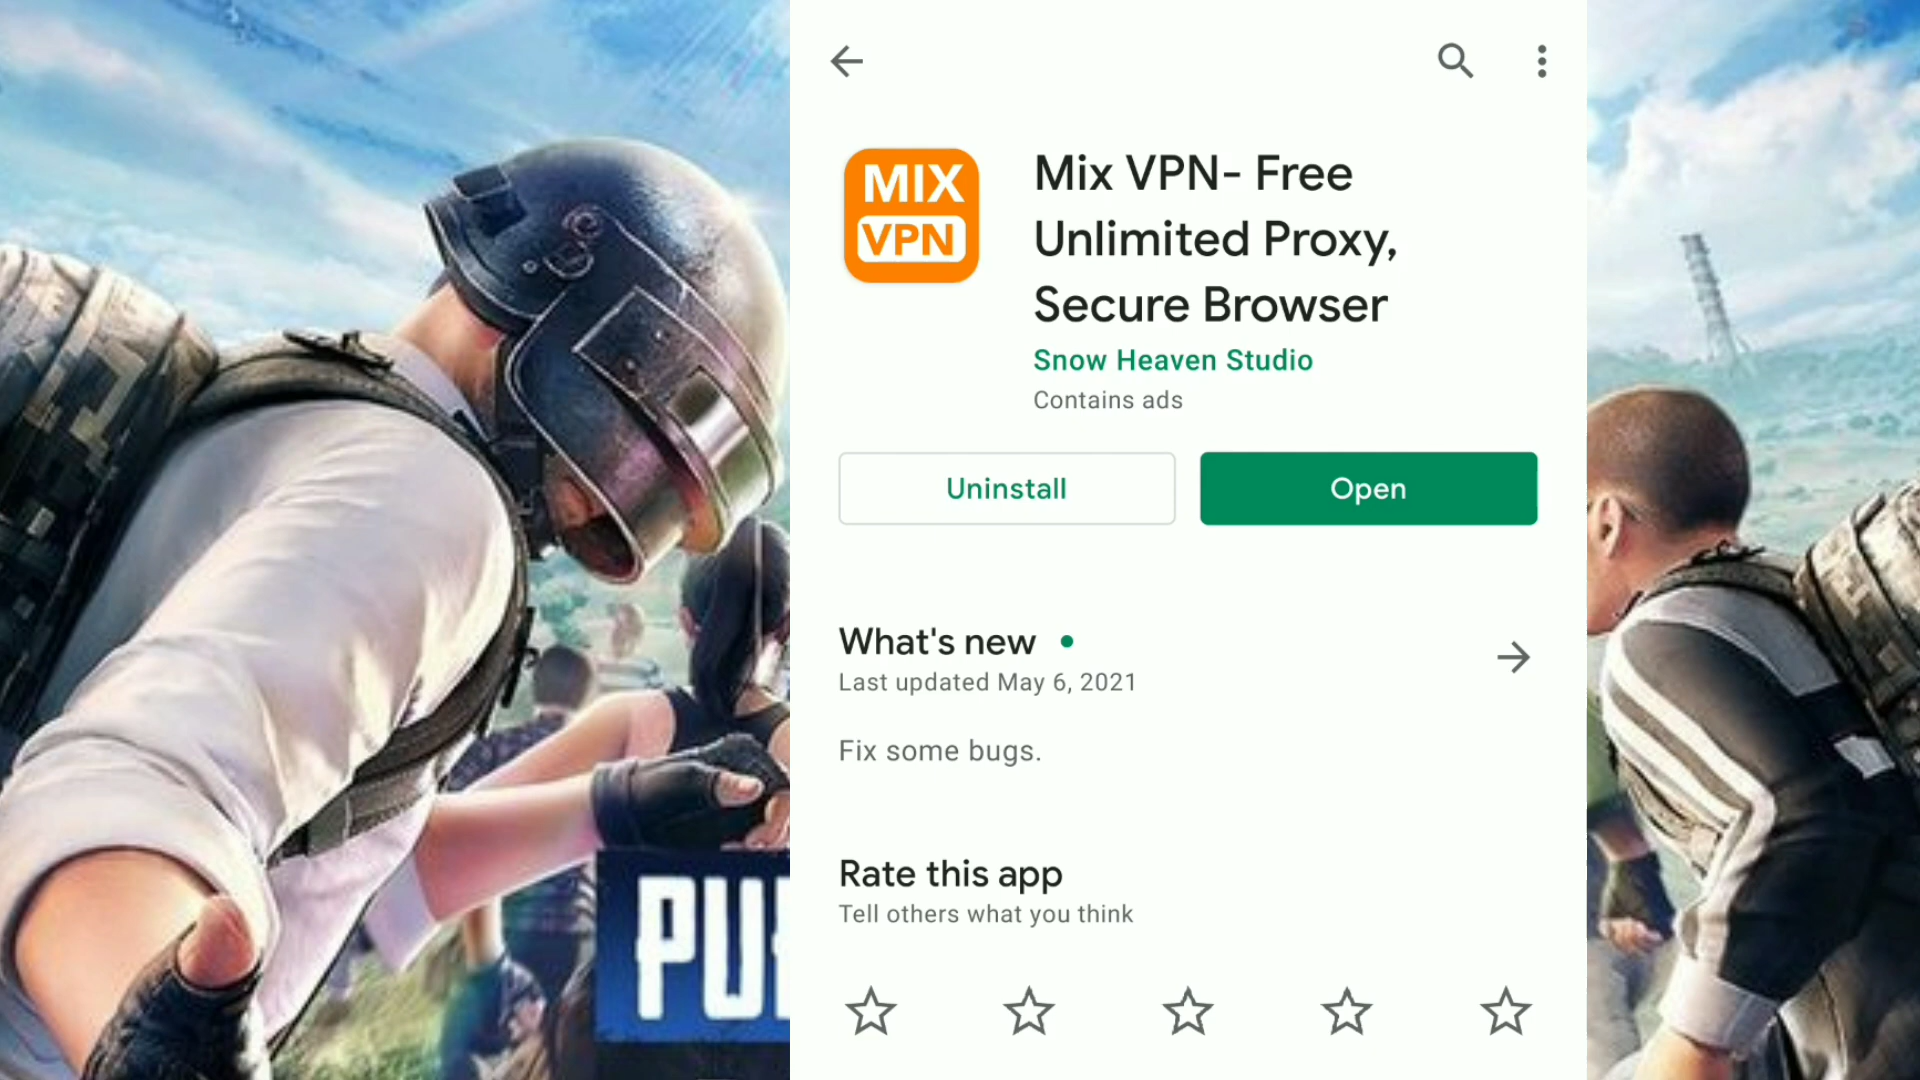 MIX
VPN
Mix VPN- Free
Unlimited Proxy,
Secure Browser
Snow Heaven Studio
Contains ads
Uninstall
Open
What's new
Last updated May 6, 2021
Fix some bugs.
Rate this app
Tell others what you think
PU